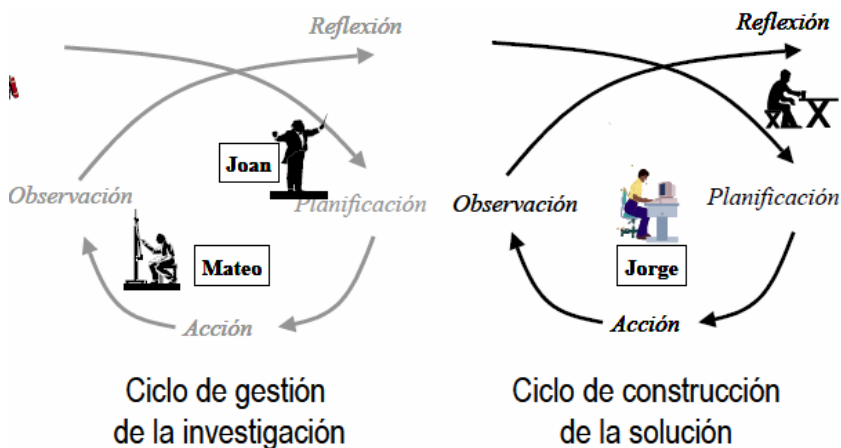 Reflexión
Joan
Observación
Planificación
Mateo
Acción
Ciclo de gestión
de la investigación
Reflexión
Observación
Planificación
Jorge
Acción
Ciclo de construcción
de la solución